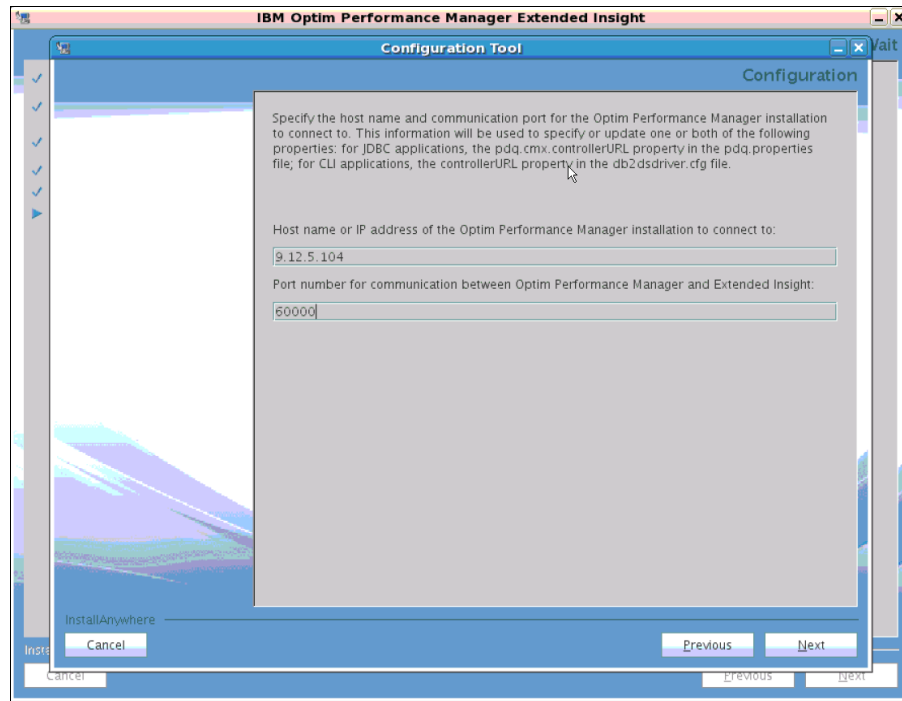 IBM Optim Performance Manager Extended Insight
Configuration Tool
Wait
Configuration
Specify the host name and communication port for the Optim Performance Manager installation
to connect to. This information will be used to specify or update one or both of the following
properties: for JDBC applications, the pdq.cmx.controllerURL property in the pdq.properties
file; for CLI applications, the controllerURL property in the db2dsdriver.cfg file.
Host name or IP address of the Optim Performance Manager installation to connect to:
9.12.5.104
Port number for communication between Optim Performance Manager and Extended Insight:
60000
InstallAnywhere
Cancel
Previous
Next
Insta
Cancel
Previous
Next